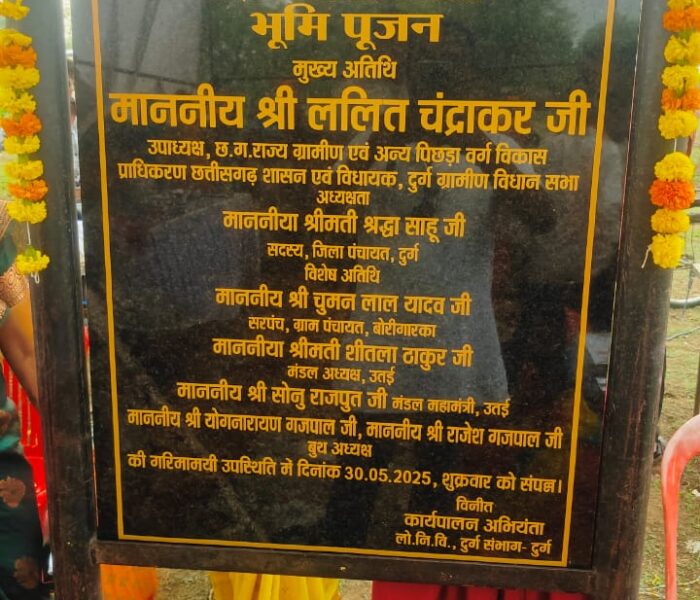 भूमि पूजन
मुख्य अतिथि
माननीय श्री ललित चंद्राकर जी
उपाध्यक्ष, छ.ग.राज्य ग्रामीण एवं अन्य पिछड़ा वर्ग विकास
प्राधिकरण छत्तीसगढ़ शासन एवं विधायक, दुर्ग ग्रामीण विधान सभा
अध्यक्षता
माननीया श्रीमती श्रद्धा साहू जी
सदस्य, जिला पंचायत, दुर्ग
विशेष अतिथि
माननीय श्री चुमन लाल यादव जी
सरपंच, ग्राम पंचायत, बोरीगारका
माननीया श्रीमती शीतला ठाकुर जी
मंडल अध्यक्ष, उतई
माननीय श्री सोनु राजपुत जी मंडल महामंत्री, उतई
माननीय श्री योगनारायण गजपाल जी, माननीय श्री राजेश गजपाल जी
बुथ अध्यक्ष
की गरिमामयी उपस्थिति में दिनांक 30.05.2025, शुक्रवार को संपन्न।
विनीत
कार्यपालन अभियंता
लो.नि.वि., दुर्ग संभाग- दुर्ग